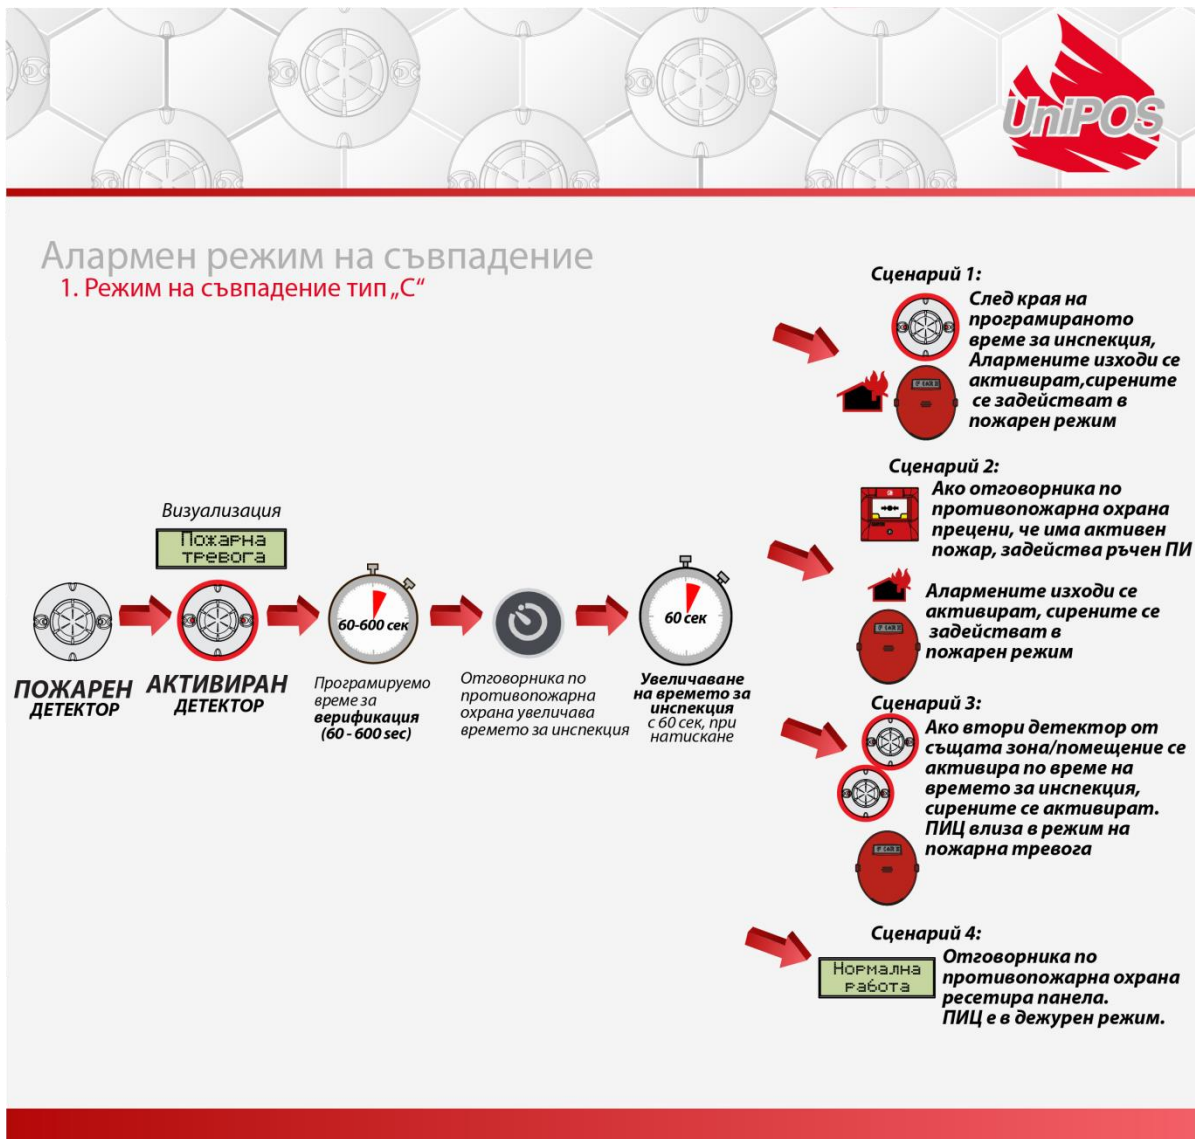 UniPOS
Алармен режим на съвпадение
1. Режим на съвпадение тип „С“
Визуализация
Пожарна
тревога
ПОЖАРЕН
ДЕТЕКТОР
АКТИВИРАН
ДЕТЕКТОР
60-600 сек
Програмируемо
време за
верификация
(60 - 600 sec)
Отговорника по
противопожарна
охрана увеличава
времето за инспекция
60 сек
Увеличаване
на времето за
инспекция
с 60 сек, при
натискане
Сценарий 1:
След края на
програмираното
време за инспекция,
Алармените изходи се
активират,сирените
се задействат в
пожарен режим
Сценарий 2:
Ако отговорника по
противопожарна охрана
прецени, че има активен
пожар, задейства ръчен ПИ
Алармените изходи се
активират, сирените се
задействат в
пожарен режим
Сценарий 3:
Ако втори детектор от
същата зона/помещение се
активира по време на
времето за инспекция,
сирените се активират.
ПИЦ влиза в режим на
пожарна тревога
Сценарий 4:
Нормална
работа
Отговорника по
противопожарна охрана
ресетира панела.
ПИЦ е в дежурен режим.